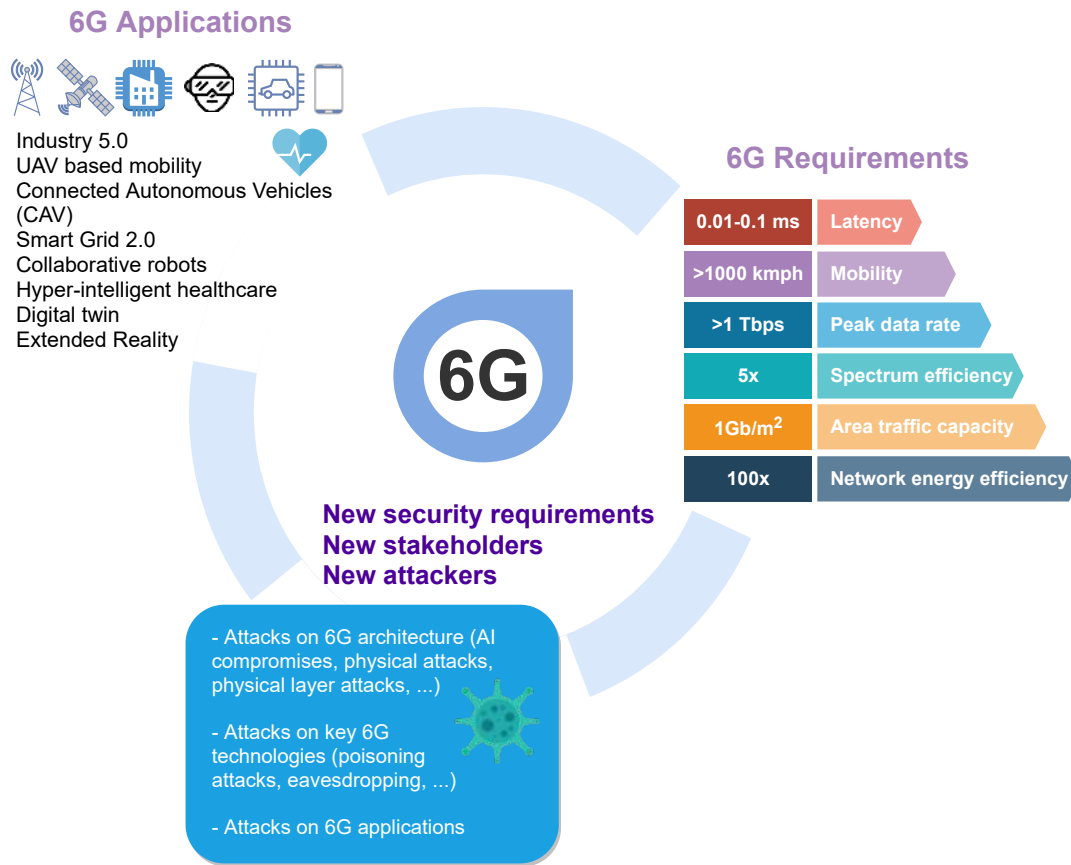 6G Applications
Industry 5.0
UAV based mobility
Connected Autonomous Vehicles
(CAV)
Smart Grid 2.0
Collaborative robots
Hyper-intelligent healthcare
Digital twin
Extended Reality
6G Requirements
0.01-0.1 ms Latency
>1000 kmph Mobility
>1 Tbps Peak data rate
5x Spectrum efficiency
1Gb/m² Area traffic capacity
100x Network energy efficiency
6G
New security requirements
New stakeholders
New attackers
- Attacks on 6G architecture (AI
compromises, physical attacks,
physical layer attacks, ...)
- Attacks on key 6G
technologies (poisoning
attacks, eavesdropping, ...)
- Attacks on 6G applications